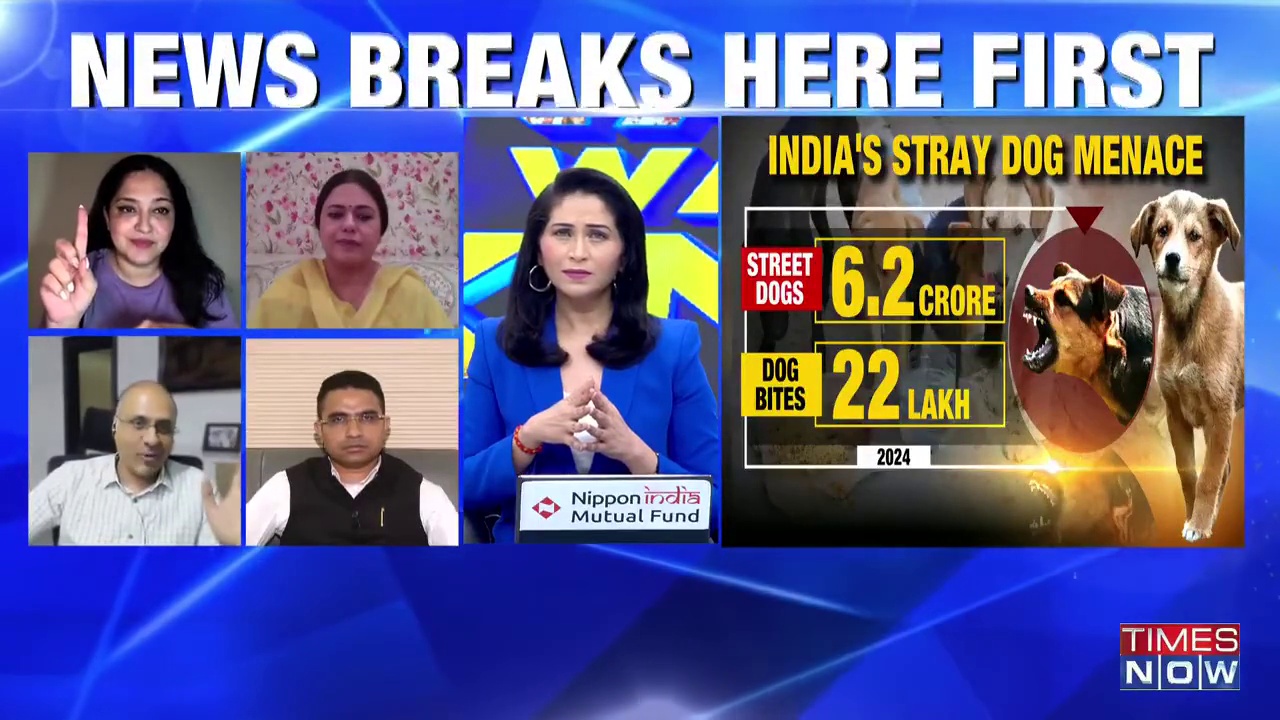 NEWS BREAKS HERE FIRST
INDIA'S STRAY DOG MENACE
STREET
DOGS
6.2 CRORE
DOG
BITES
22 LAKH
2024
Nippon india
Mutual Fund
TIMES
NOW